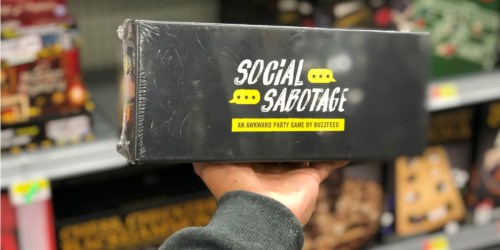 SOCIAL
SABOTAGE
AN AWKWARD PARTY GAME BY BUZZFEED